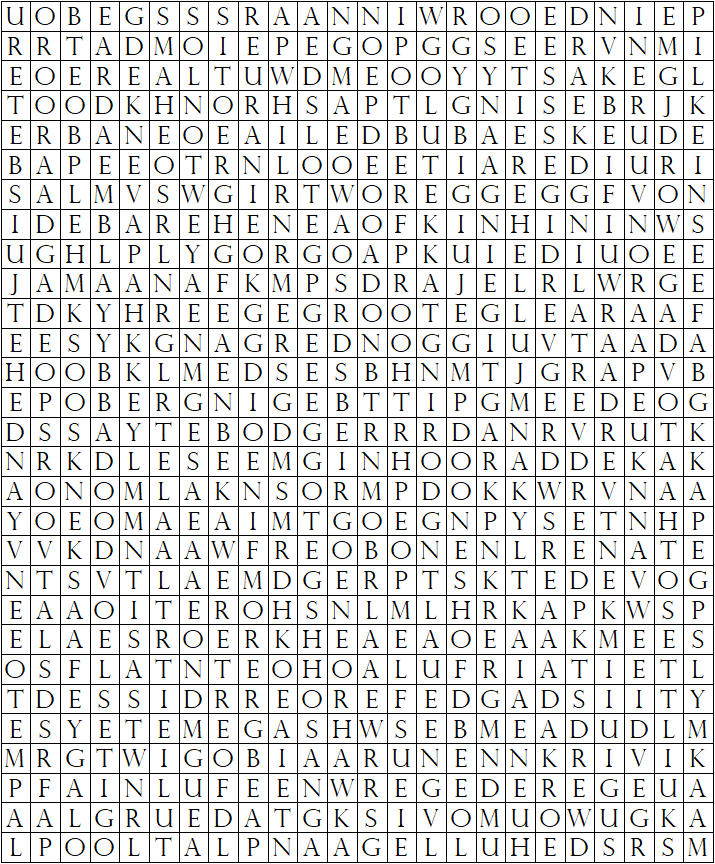 U O B E G S S S R A A N N I W R O O E D N I E P
R R T A D M O I E P E G O P G G S E E R V N M I
E O E R E A L T U W D M E O O Y Y T S A K E G L
T O O D K H N O R H S A P T L G N I S E B R J K
E R B A N E O E A I L E D B U B A E S K E U D E
B A P E E O T R N L O O E E T I A R E D I U R I
S A L M V S W G I R T W O R E G G E G G F V O N
I D E B A R E H E N E A O F K I N H I N I N W S
U G H L P L Y G O R G O A P K U I E D I U O E E
J A M A A N A F K M P S D R A J E L R L W R G E
T D K Y H R E E G E G R O O T E G L E A R A A F
E E S Y K G N A G R E D N O G G I U V T A A D A
H O O B K L M E D S E S B H N M T J G R A P V B
E P O B E R G N I G E B T T I P G M E E D E O G
D S S A Y T E B O D G E R R R D A N R V R U T K
N R K D L E S E E M G I N H O O R A D D E K A K
A O N O M L A K N S O R M P D O K K W R V N A A
Y O E O M A E A I M T G O E G N P Y S E T N H P
V V K D N A A W F R E O B O N E N L R E N A T E
N T S V T L A E M D G E R P T S K T E D E V O G
E A A O I T E R O H S N L M L H R K A P K W S P
E L A E S R O E R K H E A E A O E A A K M E E S
O S F L A T N T E O H O A L U F R I A T I E T L
T D E S S I D R R E O R E F E D G A D S I I T Y
E S Y E T E M E G A S H W S E B M E A D U D L M
M R G T W I G O B I A A R U N E N N K R I V I K
P F A I N L U F E E N W R E G E D E R E G E U A
A A L G R U E D A T G K S I V O M U O W U G K A
L P O O L T A L P N A A G E L L U H E D S R S M